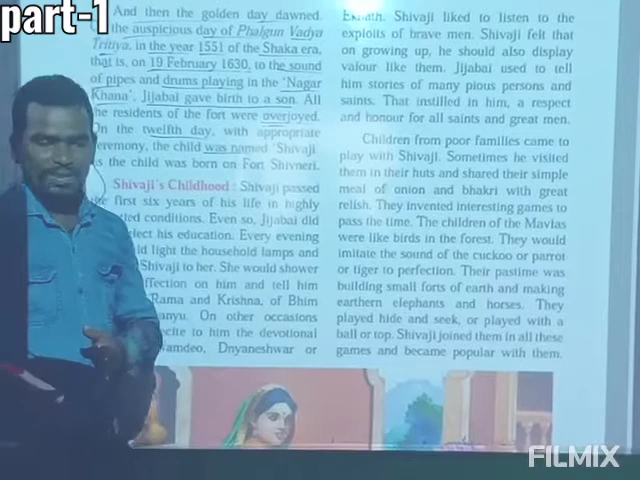 part-1
And then the golden day dawned.
the auspicious day of Phalgun Vadya
Tritiya, in the year 1551 of the Shaka era,
that is, on 19 February 1630, to the sound
of pipes and drums playing in the 'Nagar
Khana', Jijabai gave birth to a son. All
the residents of the fort were overjoyed.
On the twelfth day, with appropriate
ceremony, the child was named 'Shivaji'
as the child was born on Fort Shivneri.
Shivaji's Childhood : Shivaji passed
the first six years of his life in highly
conditions. Even so, Jijabai did
his education. Every evening
light the household lamps and
Shivaji to her. She would shower
affection on him and tell him
Rama and Krishna, of Bhim
On other occasions
to him the devotional
Dnyaneshwar or
Eknath. Shivaji liked to listen to the
exploits of brave men. Shivaji felt that
on growing up, he should also display
valour like them. Jijabai used to tell
him stories of many pious persons and
saints. That instilled in him, a respect
and honour for all saints and great men.
Children from poor families came to
play with Shivaji. Sometimes he visited
them in their huts and shared their simple
meal of onion and bhakri with great
relish. They invented interesting games to
pass the time. The children of the Mavlas
were like birds in the forest. They would
imitate the sound of the cuckoo or parrot
or tiger to perfection. Their pastime was
building small forts of earth and making
earthern elephants and horses. They
played hide and seek, or played with a
ball or top. Shivaji joined them in all these
games and became popular with them.
FILMIX